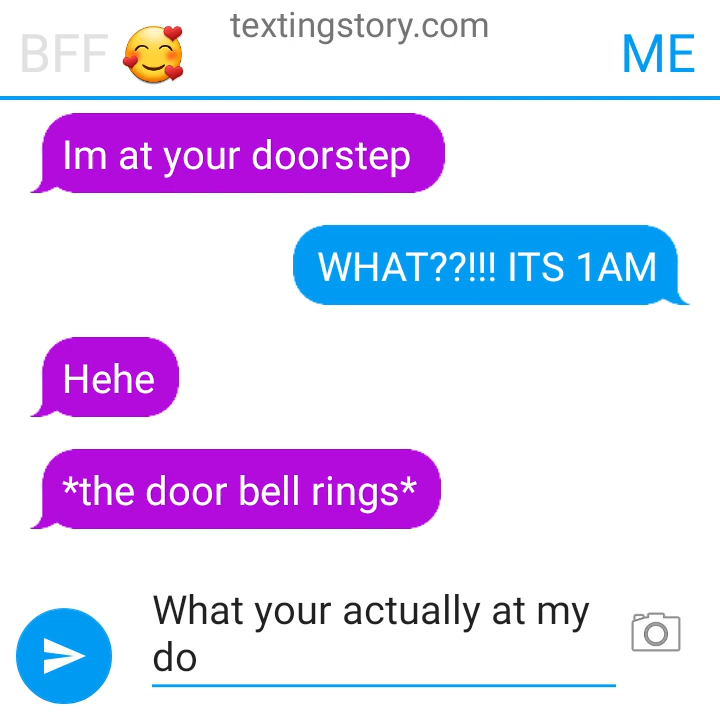 textingstory.com
BFF 🥰 ME
Im at your doorstep
WHAT??!!! ITS 1AM
Hehe
*the door bell rings*
What your actually at my
do